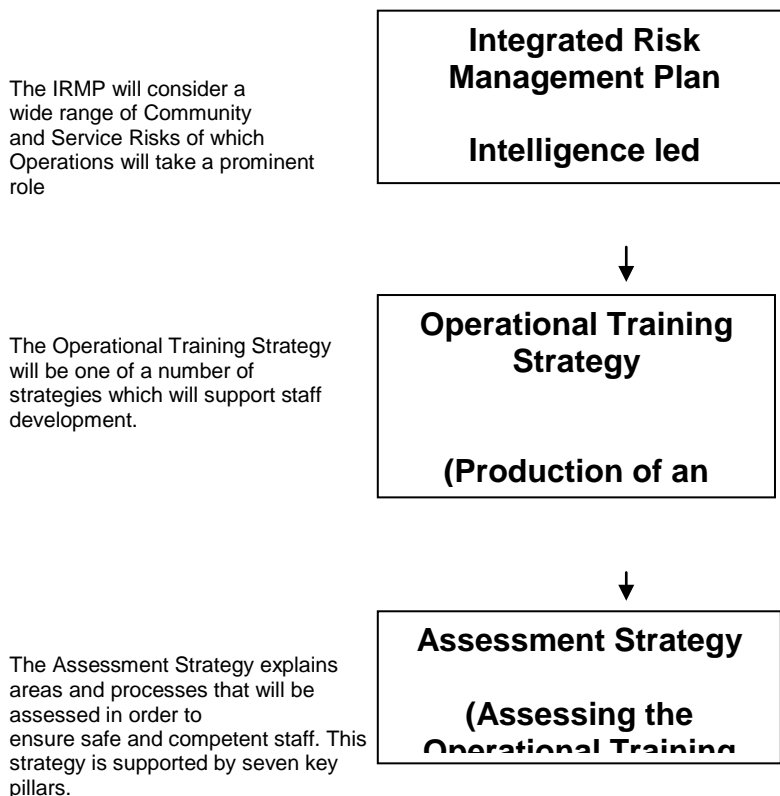 The IRMP will consider a
wide range of Community
and Service Risks of which
Operations will take a prominent
role
Integrated Risk
Management Plan
Intelligence led
The Operational Training Strategy
will be one of a number of
strategies which will support staff
development.
Operational Training
Strategy
(Production of an
The Assessment Strategy explains
areas and processes that will be
assessed in order to
ensure safe and competent staff. This
strategy is supported by seven key
pillars.
Assessment Strategy
(Assessing the
Operational Training